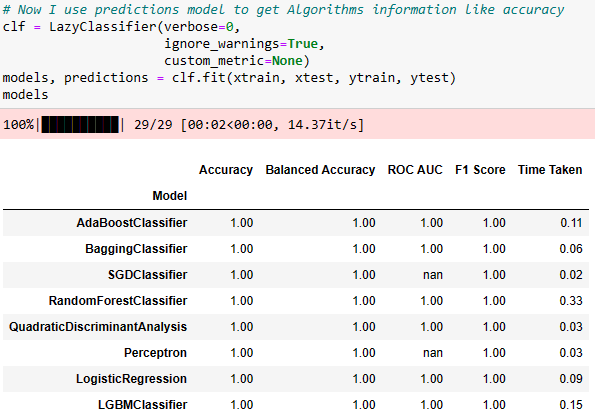 # Now I use predictions model to get Algorithms information like accuracy
clf = LazyClassifier(verbose=0,
ignore_warnings=True,
custom_metric=None)
models, predictions = clf.fit(xtrain, xtest, ytrain, ytest)
models
100%|██████████| 29/29 [00:02<00:00, 14.37it/s]
Accuracy Balanced Accuracy ROC AUC F1 Score Time Taken
Model
AdaBoostClassifier 1.00 1.00 1.00 1.00 0.11
BaggingClassifier 1.00 1.00 1.00 1.00 0.06
SGDClassifier 1.00 1.00 nan 1.00 0.02
RandomForestClassifier 1.00 1.00 1.00 1.00 0.33
QuadraticDiscriminantAnalysis 1.00 1.00 1.00 1.00 0.03
Perceptron 1.00 1.00 nan 1.00 0.03
LogisticRegression 1.00 1.00 1.00 1.00 0.09
LGBMClassifier 1.00 1.00 1.00 1.00 0.15